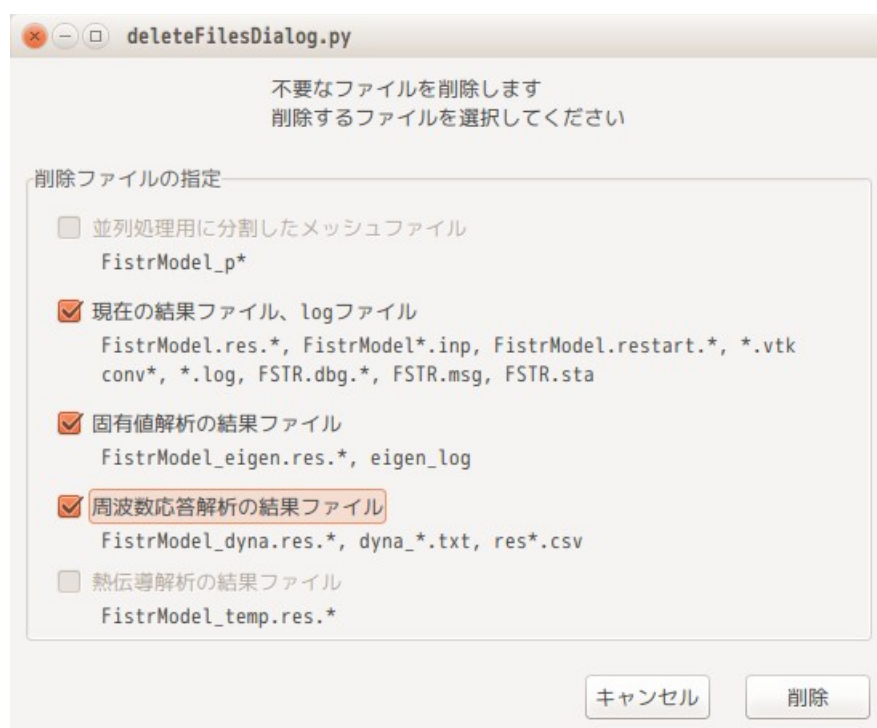 deleteFilesDialog.py
不要なファイルを削除します
削除するファイルを選択してください
削除ファイルの指定
並列処理用に分割したメッシュファイル
FistrModel_p*
現在の結果ファイル、logファイル
FistrModel.res.*, FistrModel*.inp, FistrModel.restart.*, *.vtk
conv*, *.log, FSTR.dbg.*, FSTR.msg, FSTR.sta
固有値解析の結果ファイル
FistrModel_eigen.res.*, eigen_log
周波数応答解析の結果ファイル
FistrModel_dyna.res.*, dyna_*.txt, res*.csv
熱伝導解析の結果ファイル
FistrModel_temp.res.*
キャンセル
削除